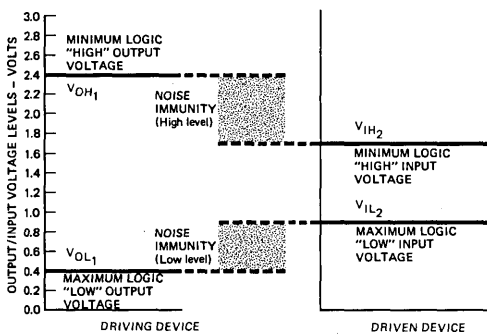 OUTPUT/INPUT VOLTAGE LEVELS – VOLTS
3.0
2.8
2.6
2.4
2.2
2.0
1.8
1.6
1.4
1.2
1.0
0.8
0.6
0.4
0.2
0.0
MINIMUM LOGIC
"HIGH" OUTPUT
VOLTAGE
VOH1
NOISE
IMMUNITY
(High level)
VIH2
MINIMUM LOGIC
"HIGH" INPUT
VOLTAGE
VIL2
MAXIMUM LOGIC
"LOW" INPUT
VOLTAGE
NOISE
IMMUNITY
(Low level)
VOL1
MAXIMUM LOGIC
"LOW" OUTPUT
VOLTAGE
DRIVING DEVICE
DRIVEN DEVICE